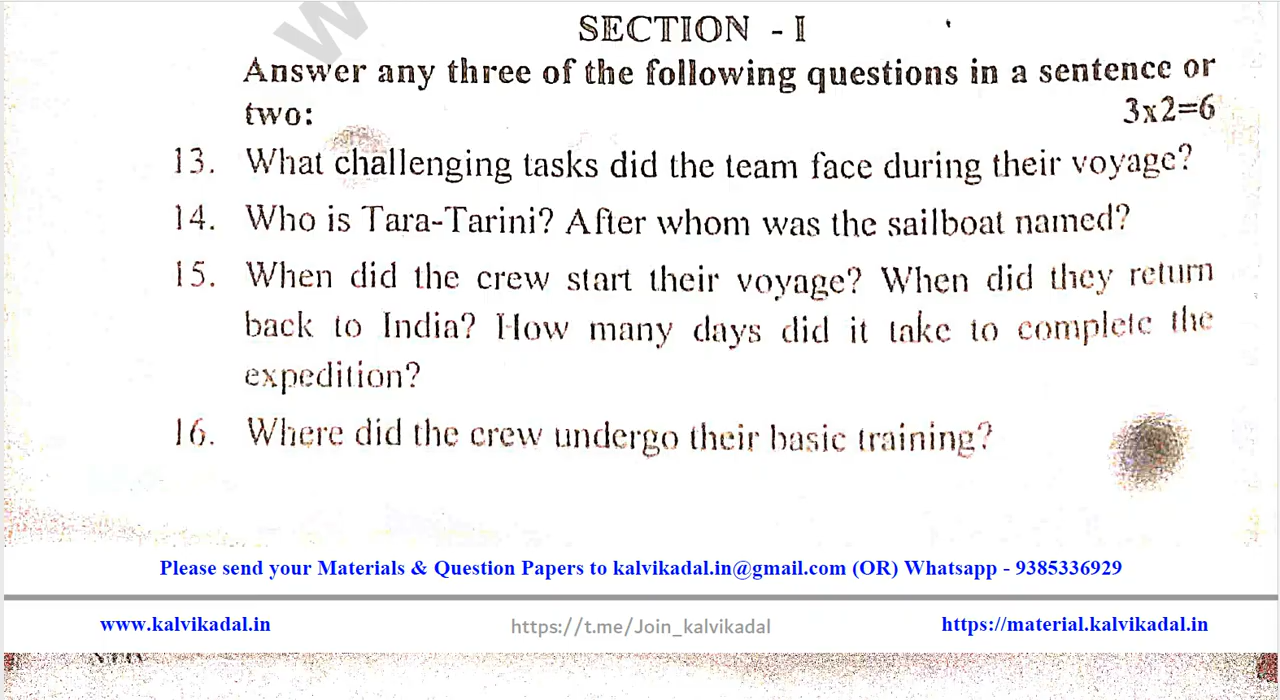 SECTION - I
Answer any three of the following questions in a sentence or
two: 3x2=6
13. What challenging tasks did the team face during their voyage?
14. Who is Tara-Tarini? After whom was the sailboat named?
15. When did the crew start their voyage? When did they return
back to India? How many days did it take to complete the
expedition?
16. Where did the crew undergo their basic training?
Please send your Materials & Question Papers to kalvikadal.in@gmail.com (OR) Whatsapp - 9385336929
www.kalvikadal.in https://t.me/Join_kalvikadal https://material.kalvikadal.in